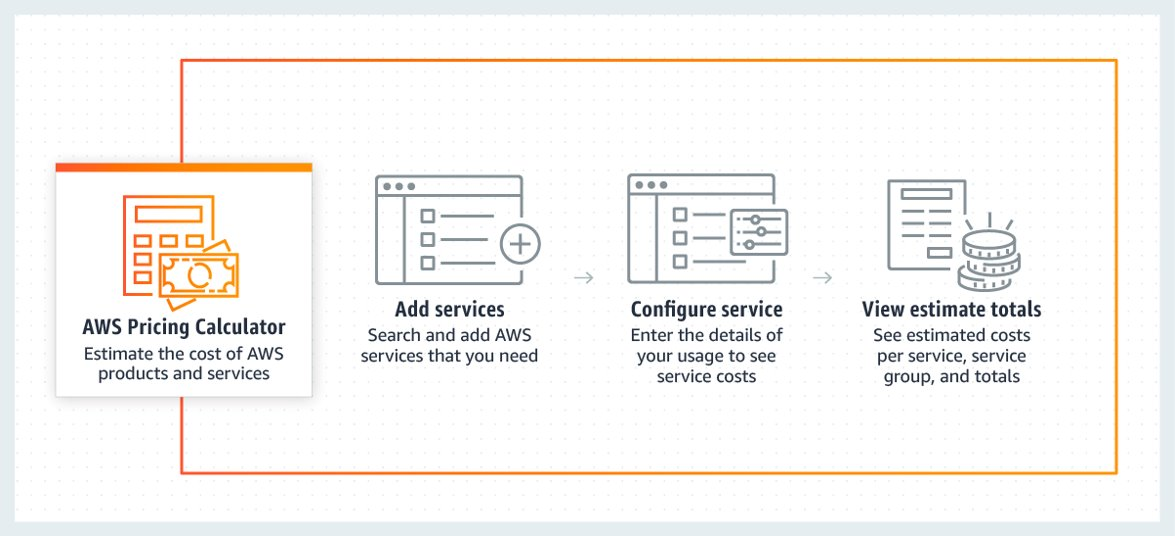 AWS Pricing Calculator
Estimate the cost of AWS
products and services
Add services
Search and add AWS
services that you need
Configure service
Enter the details of
your usage to see
service costs
View estimate totals
See estimated costs
per service, service
group, and totals